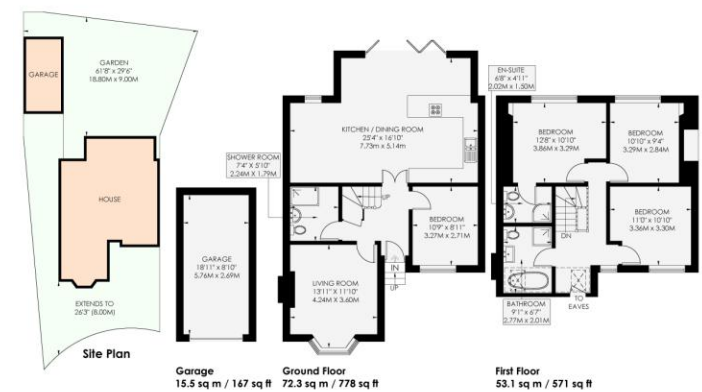 GARDEN
61'8" x 29'6"
18.80M x 9.00M
GARAGE
HOUSE
EXTENDS TO
26'3" (8.00M)
Site Plan
GARAGE
18'11" x 8'10"
5.76M x 2.69M
Garage
15.5 sq m / 167 sq ft
KITCHEN / DINING ROOM
25'4" x 16'10"
7.73M x 5.14M
SHOWER ROOM
7'4" X 5'10"
2.24M X 1.79M
UP
BEDROOM
10'9" x 8'11"
3.27M x 2.71M
LIVING ROOM
13'11" x 11'10"
4.24M X 3.60M
IN
UP
Ground Floor
72.3 sq m / 778 sq ft
EN-SUITE
6'8" x 4'11"
2.02M x 1.50M
BEDROOM
12'8" x 10'10"
3.86M x 3.29M
BEDROOM
10'10" x 9'4"
3.29M x 2.84M
BEDROOM
11'0" x 10'10"
3.36M x 3.30M
DN
BATHROOM
9'1" x 6'7"
2.77M x 2.01M
TO
EAVES
First Floor
53.1 sq m / 571 sq ft